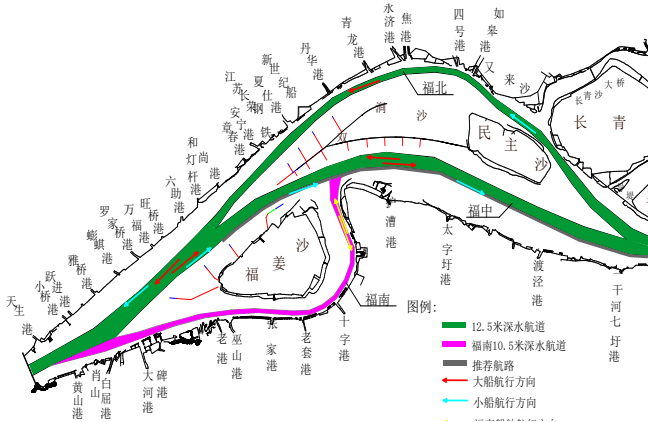 如皋港
四号港
又来沙
焦港
永济港
青龙港
丹华港
新世纪船
夏仕港
江苏长荣钢铁
安宁港
章春港
和尚港
灯杆港
六助港
旺桥港
万福港
罗家桥港
蟛蜞港
雅桥港
跃进港
小桥港
天生港
福北
长青沙大桥
长青
双涧沙
民主沙
福中
福姜沙
福南
太字圩港
渡泾港
干河七圩港
十字港
老套港
张家港
巫山港
老港
大河港
碑港
白屈港
肖山
黄山港
图例:
12.5米深水航道
福南10.5米深水航道
推荐航路
大船航行方向
小船航行方向